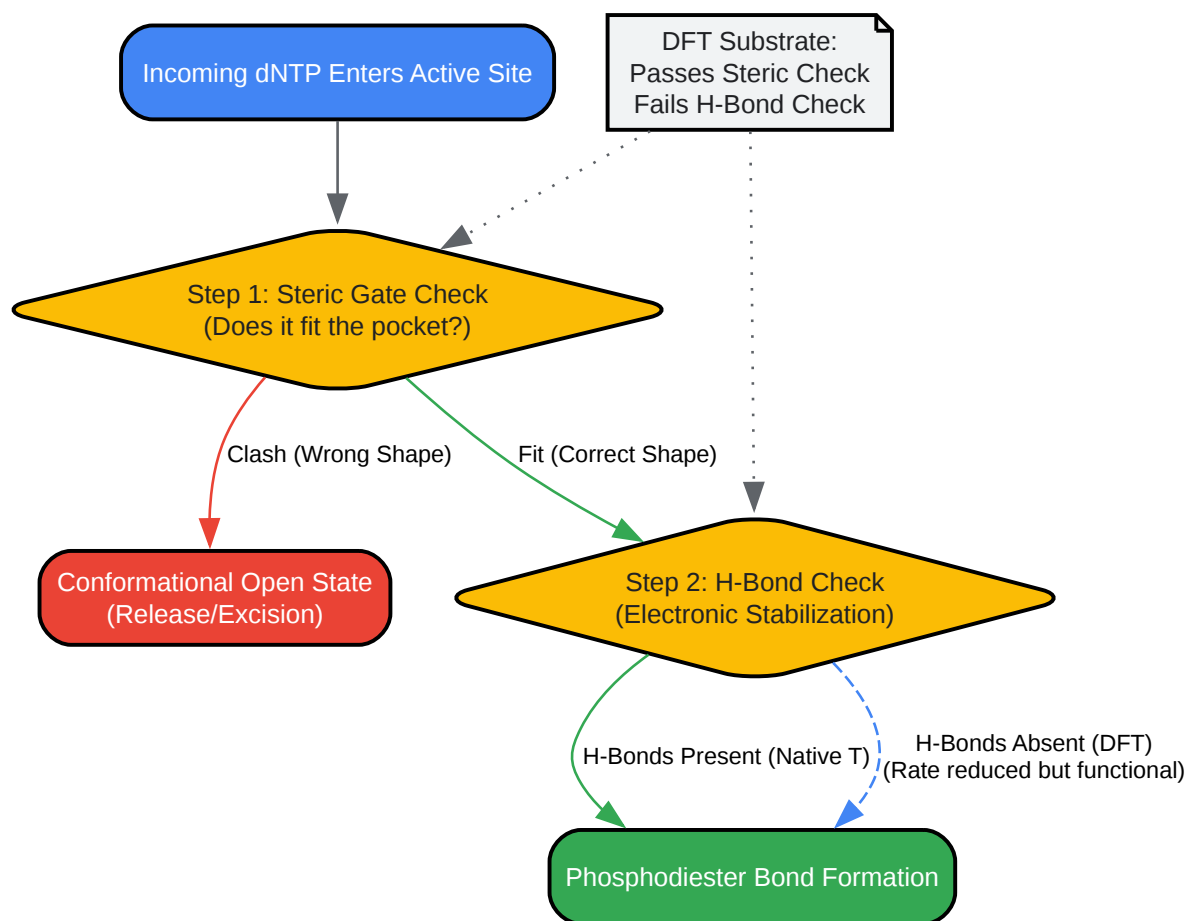 Incoming dNTP Enters Active Site
DFT Substrate:
Passes Steric Check
Fails H-Bond Check
Step 1: Steric Gate Check
(Does it fit the pocket?)
Clash (Wrong Shape)
Fit (Correct Shape)
Conformational Open State
(Release/Excision)
Step 2: H-Bond Check
(Electronic Stabilization)
H-Bonds Present (Native T)
H-Bonds Absent (DFT)
(Rate reduced but functional)
Phosphodiester Bond Formation